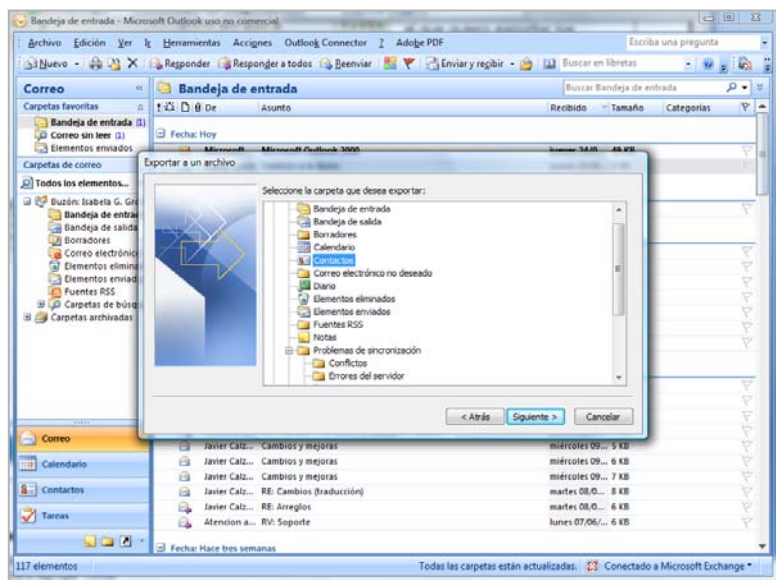 Bandeja de entrada - Microsoft Outlook uso no comercial
Archivo Edición Ver Ir Herramientas Acciones Outlook Connector ? Adobe PDF Escriba una pregunta
Nuevo Responder Responder a todos Reenviar Enviar y recibir Buscar en libretas
Correo «
Bandeja de entrada Buscar Bandeja de entrada
Carpetas favoritas
De Asunto Recibido Tamaño Categorías
Bandeja de entrada (1)
Correo sin leer (1)
Fecha: Hoy
Elementos enviados
Microsoft Microsoft Outlook 2000
Carpetas de correo
Todos los elementos...
Buzón: Isabela G.
Bandeja de
Bandeja de salida
Borradores
Correo electrónico
Elementos
Elementos
Fuentes RSS
Carpetas de
Carpetas archivadas
Exportar a un archivo
Seleccione la carpeta que desea exportar:
Bandeja de entrada
Bandeja de salida
Borradores
Calendario
Contactos
Correo electrónico no deseado
Diario
Elementos eliminados
Elementos enviados
Fuentes RSS
Notas
Problemas de sincronización
Conflictos
Errores del servidor
< Atrás Siguiente > Cancelar
Correo
Calendario
Contactos
Tareas
Javier Calz... Cambios y mejoras miércoles 09... 5 KB
Javier Calz... Cambios y mejoras miércoles 09... 6 KB
Javier Calz... Cambios y mejoras miércoles 09... 7 KB
Javier Calz... RE: Cambios (traducción) martes 08/0... 8 KB
Javier Calz... RE: Arreglos martes 08/0... 6 KB
Atencion a... RV: Soporte lunes 07/06/... 6 KB
Fecha: Hace tres semanas
117 elementos Todas las carpetas están actualizadas. Conectado a Microsoft Exchange